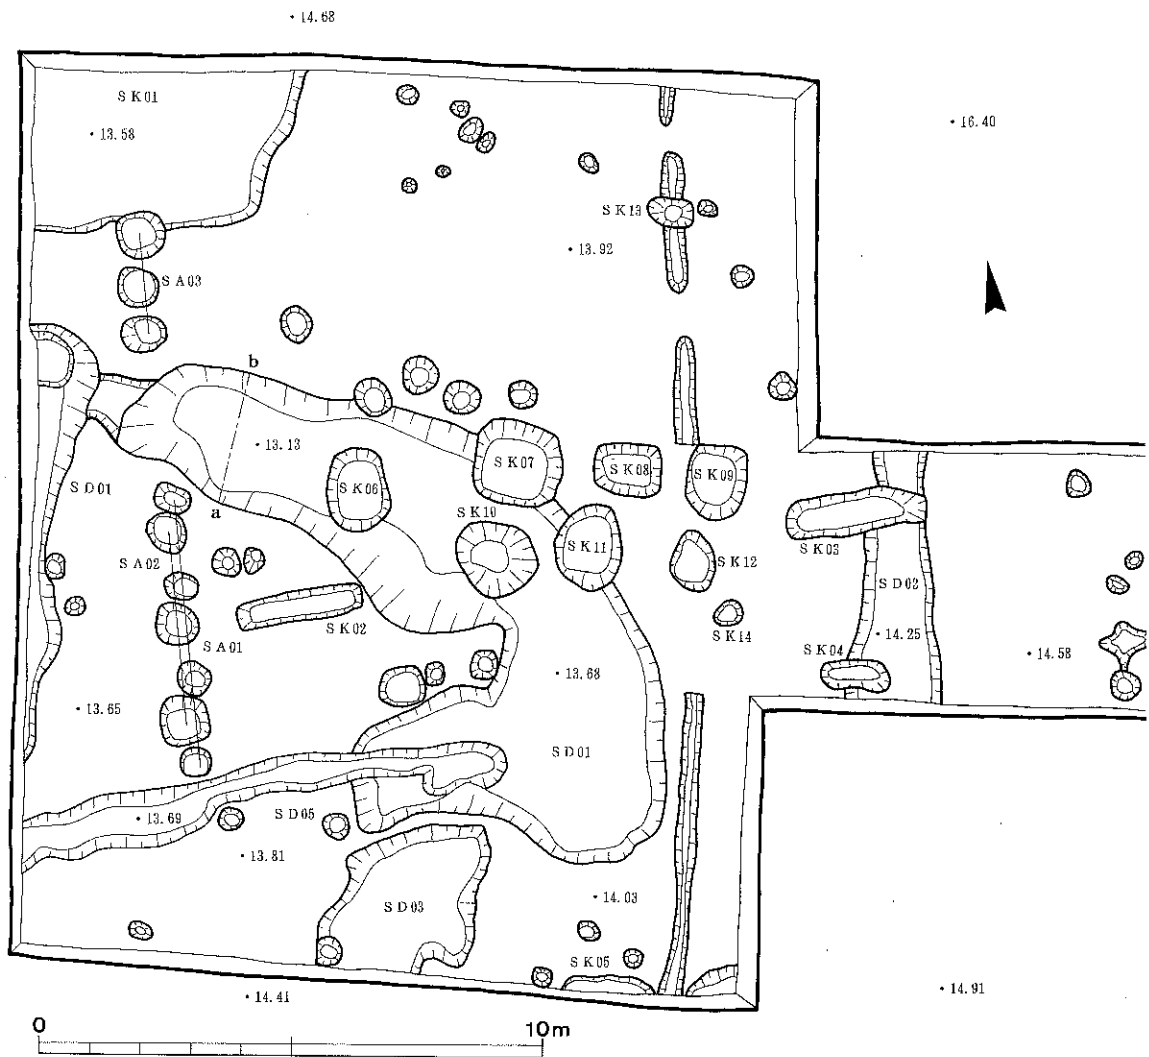 14.68
SK01
13.58
16.40
SK13
13.92
SA03
b
13.13
SK07
SK08
SK09
SD01
SK06
a
SK10
SK11
SK03
SA02
SK12
SD02
SK02
SK14
14.25
SA01
SK04
14.58
13.68
13.65
SD01
13.69
SD05
13.81
SD03
14.03
SK05
14.41
14.91
0 10m